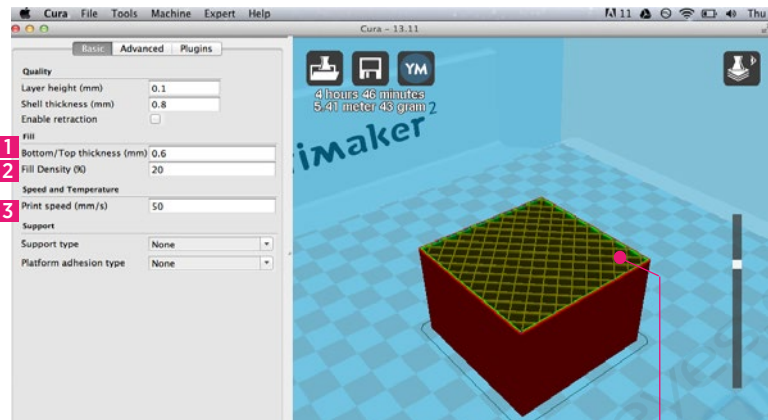 Cura File Tools Machine Expert Help 11 Thu
Cura - 13.11
Basic Advanced Plugins
Quality
Layer height (mm) 0.1
Shell thickness (mm) 0.8
Enable retraction
Fill
1 Bottom/Top thickness (mm) 0.6
2 Fill Density (%) 20
Speed and Temperature
3 Print speed (mm/s) 50
Support
Support type None
Platform adhesion type None
YM
4 hours 46 minutes
5.41 meter 43 gram
timaker 2